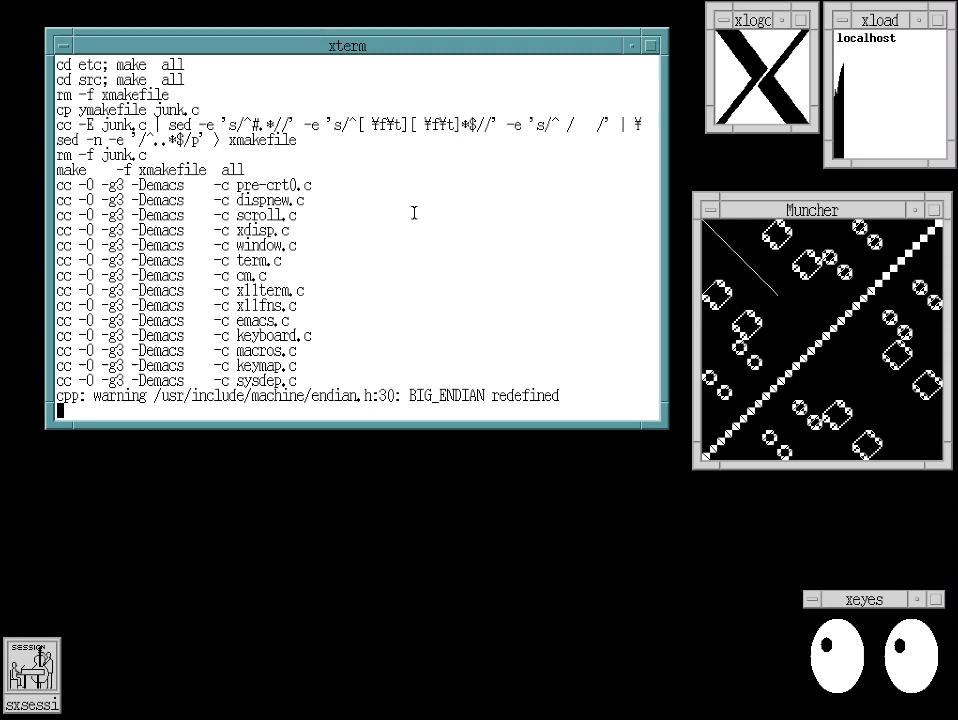 xterm
cd etc; make  all
cd src; make  all
rm -f xmakefile
cp ymakefile junk.c
cc -E junk.c | sed -e 's/^#.*//' -e 's/^[ ¥f¥t][ ¥f¥t]*$//' -e 's/^ /   /' | ¥
sed -n -e '/^..*$/p' > xmakefile
rm -f junk.c
make    -f xmakefile  all
cc -O -g3 -Demacs    -c pre-crt0.c
cc -O -g3 -Demacs    -c dispnew.c
cc -O -g3 -Demacs    -c scroll.c
cc -O -g3 -Demacs    -c xdisp.c
cc -O -g3 -Demacs    -c window.c
cc -O -g3 -Demacs    -c term.c
cc -O -g3 -Demacs    -c cm.c
cc -O -g3 -Demacs    -c x11term.c
cc -O -g3 -Demacs    -c x11fns.c
cc -O -g3 -Demacs    -c emacs.c
cc -O -g3 -Demacs    -c keyboard.c
cc -O -g3 -Demacs    -c macros.c
cc -O -g3 -Demacs    -c keymap.c
cc -O -g3 -Demacs    -c sysdep.c
cpp: warning /usr/include/machine/endian.h:30: BIG_ENDIAN redefined
xlogo
xload
localhost
Muncher
xeyes
SESSION
sxsessi